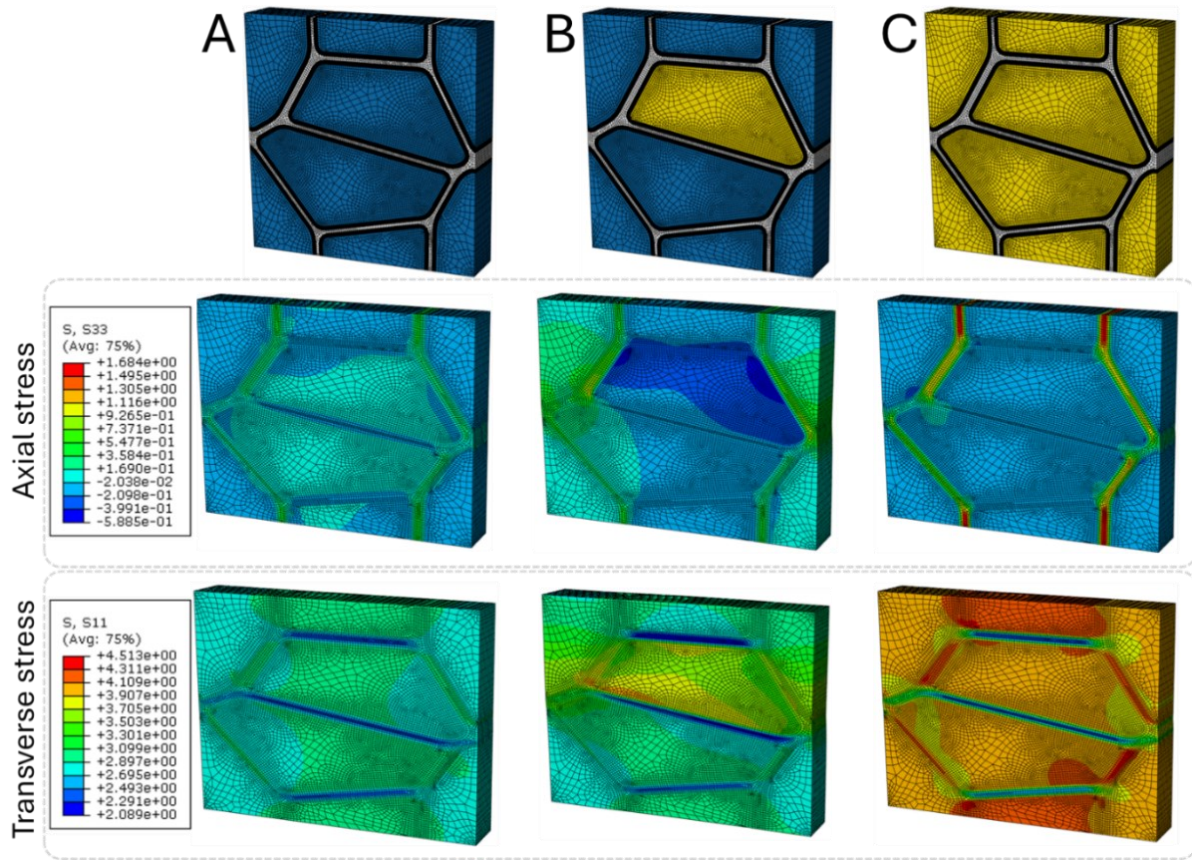 A
B
C
Axial stress
S, S33
(Avg: 75%)
+1.684e+00
+1.495e+00
+1.305e+00
+1.116e+00
+9.265e-01
+7.371e-01
+5.477e-01
+3.584e-01
+1.690e-01
-2.038e-02
-2.098e-01
-3.991e-01
-5.885e-01
Transverse stress
S, S11
(Avg: 75%)
+4.513e+00
+4.311e+00
+4.109e+00
+3.907e+00
+3.705e+00
+3.503e+00
+3.301e+00
+3.099e+00
+2.897e+00
+2.695e+00
+2.493e+00
+2.291e+00
+2.089e+00